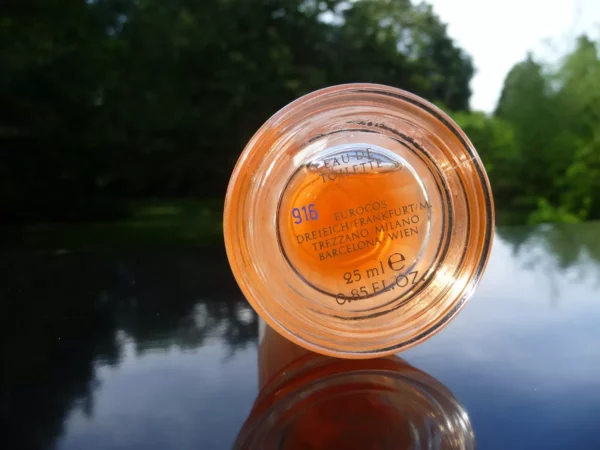 EAU DE
TOILETTE
916
EUROCOS
DREIEICH/FRANKFURT/M.
TREZZANO/MILANO
BARCELONA/WIEN
25 ml e
0.85 FL.OZ.